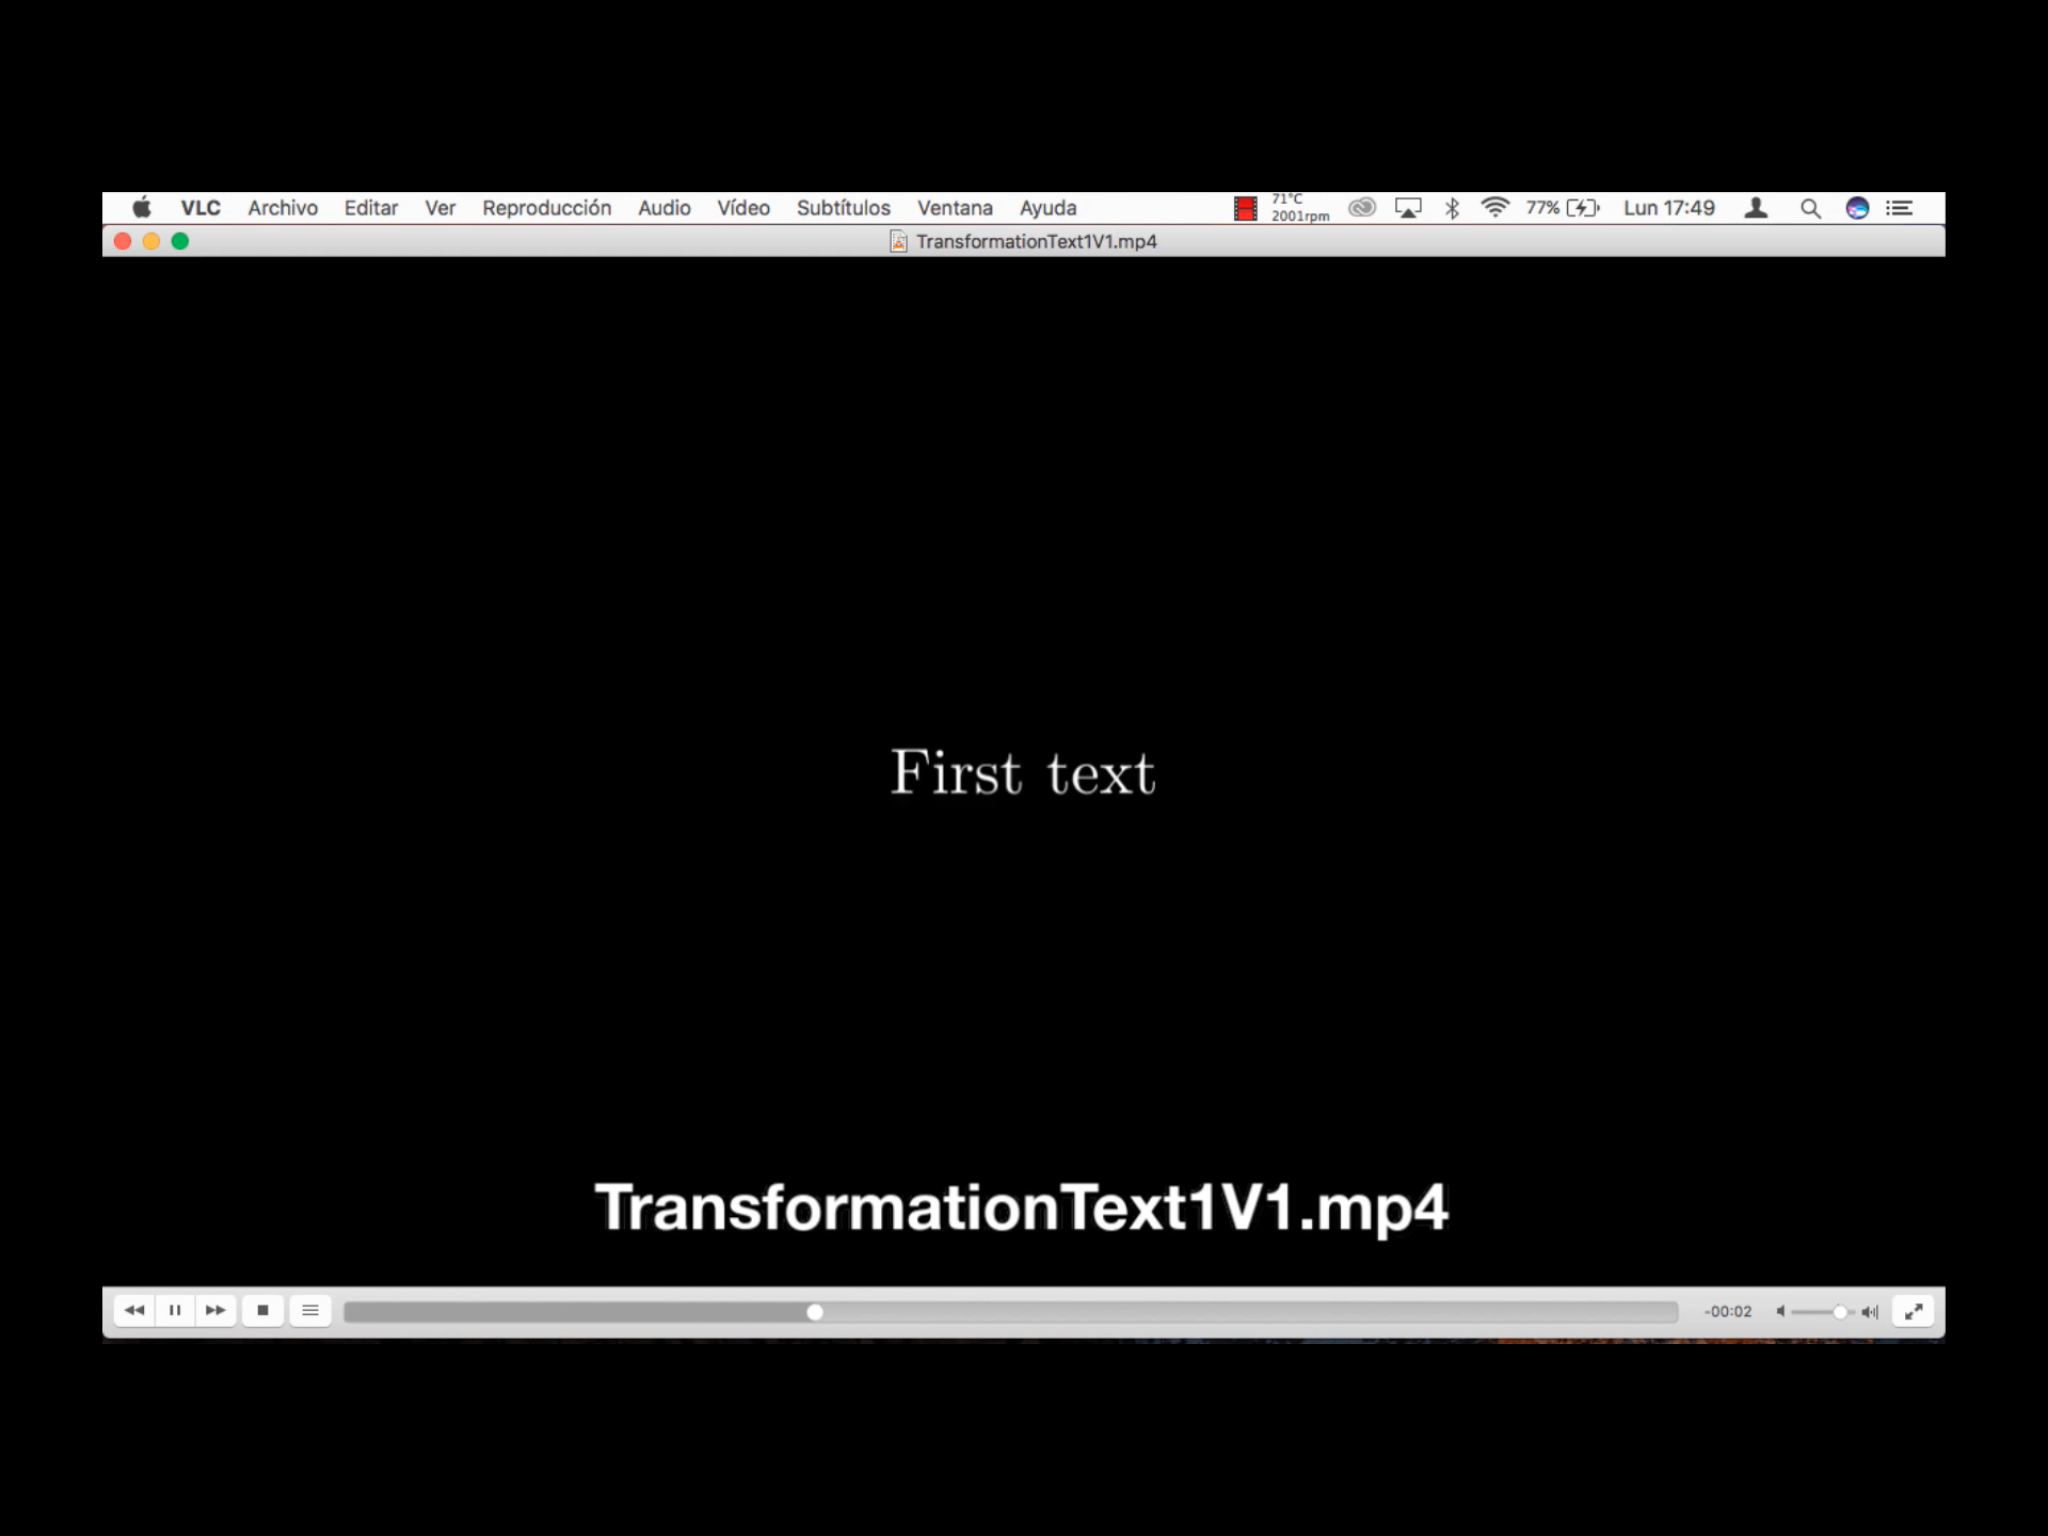 VLC Archivo Editar Ver Reproducción Audio Vídeo Subtítulos Ventana Ayuda 71°C 2001rpm 77% Lun 17:49
TransformationText1V1.mp4
First text
TransformationText1V1.mp4
-00:02